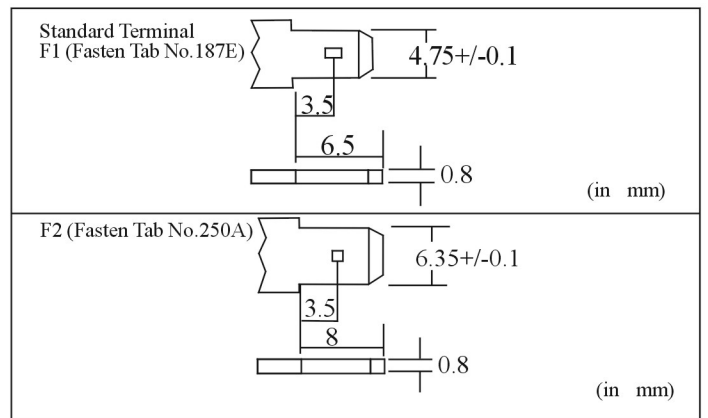 Standard Terminal
F1 (Fasten Tab No.187E)
4.75+/-0.1
3.5
6.5
0.8
(in mm)
F2 (Fasten Tab No.250A)
6.35+/-0.1
3.5
8
0.8
(in mm)